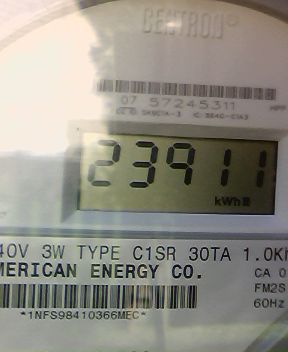 CENTRON®
07 57245311
23911
kWh
40V 3W TYPE C1SR 30TA 1.0Kh
MERICAN ENERGY CO.
CA 0
FM2S
60Hz
*1NFS98410366MEC*